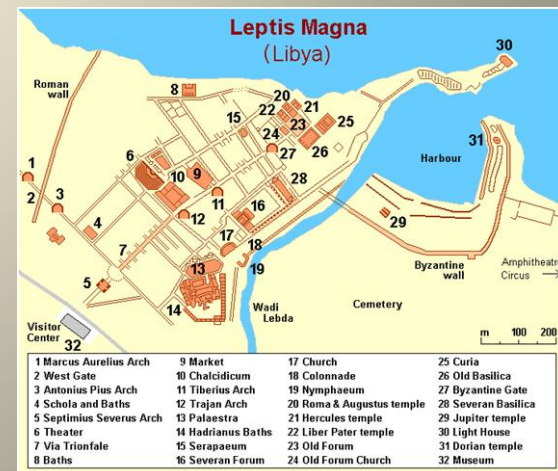 Leptis Magna
(Libya)
Roman
wall
30
8
20
21
22
15
23
25
24
26
27
31
Harbour
6
10
9
28
1
2
3
11
12
16
29
4
17
7
18
Byzantine
wall
Amphitheatre
Circus
13
19
5
Visitor
Center
32
14
Wadi
Lebda
Cemetery
m 100 200
1 Marcus Aurelius Arch
2 West Gate
3 Antonius Pius Arch
4 Schola and Baths
5 Septimius Severus Arch
6 Theater
7 Via Trionfale
8 Baths
9 Market
10 Chalcidicum
11 Tiberius Arch
12 Trajan Arch
13 Palaestra
14 Hadrianus Baths
15 Serapaeum
16 Severan Forum
17 Church
18 Colonnade
19 Nymphaeum
20 Roma & Augustus temple
21 Hercules temple
22 Liber Pater temple
23 Old Forum
24 Old Forum Church
25 Curia
26 Old Basilica
27 Byzantine Gate
28 Severan Basilica
29 Jupiter temple
30 Light House
31 Dorian temple
32 Museum